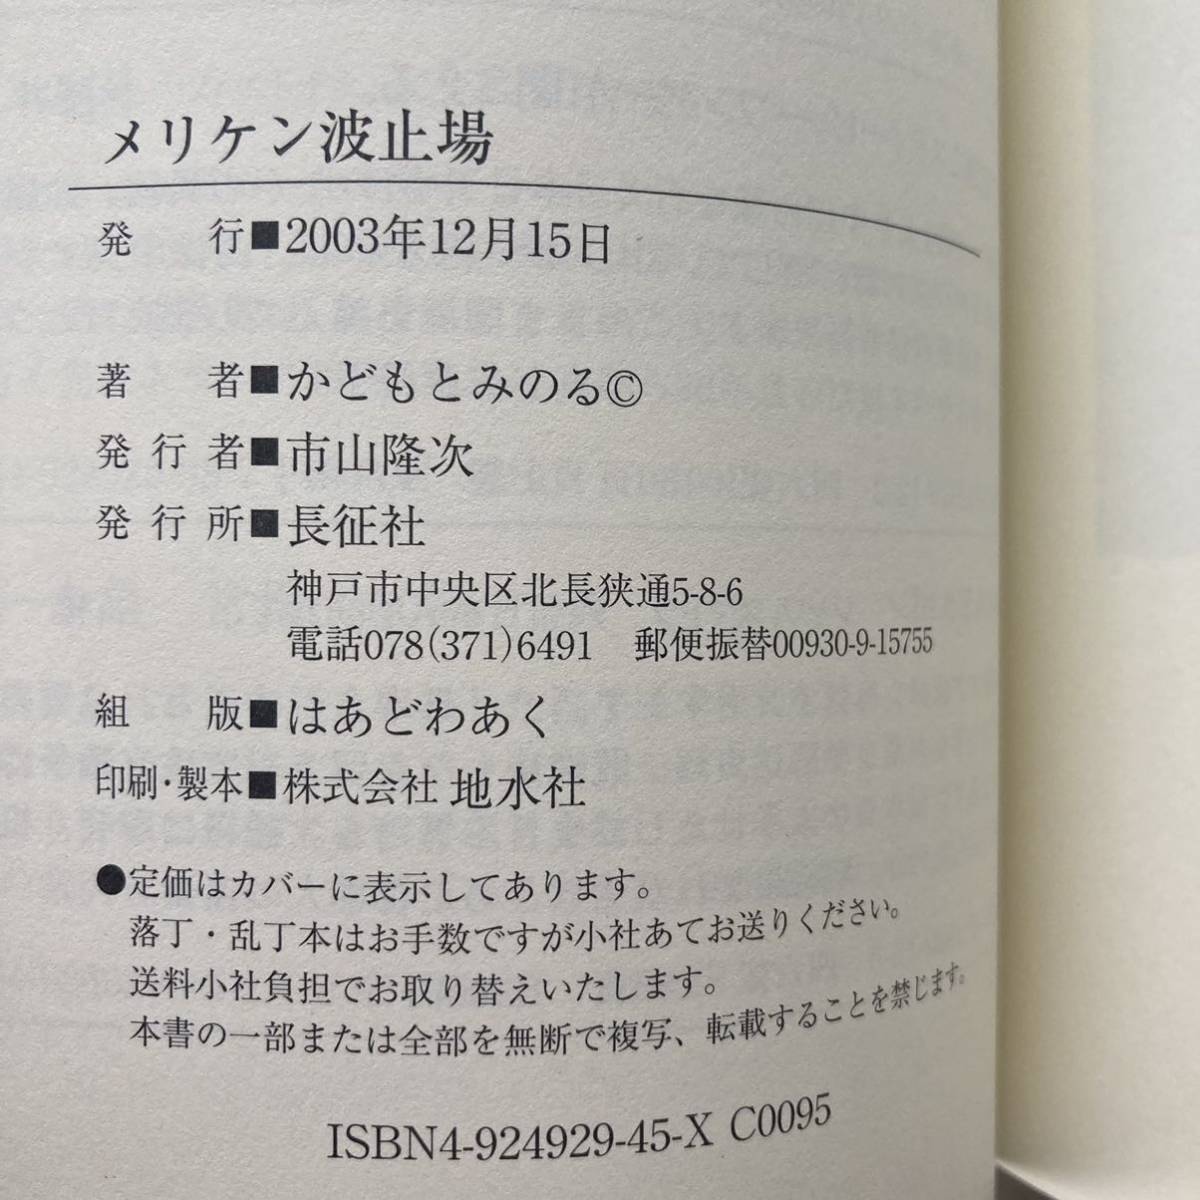 メリケン波止場
発行■2003年12月15日
著者■かどもとみのる©
発行者■市山隆次
発行所■長征社
神戸市中央区北長狭通5-8-6
電話078(371)6491 郵便振替00930-9-15755
組版■はあどわあく
印刷・製本■株式会社 地水社
●定価はカバーに表示してあります。
落丁・乱丁本はお手数ですが小社あてお送りください。
送料小社負担でお取り替えいたします。
本書の一部または全部を無断で複写、転載することを禁じます。
ISBN4-924929-45-X C0095